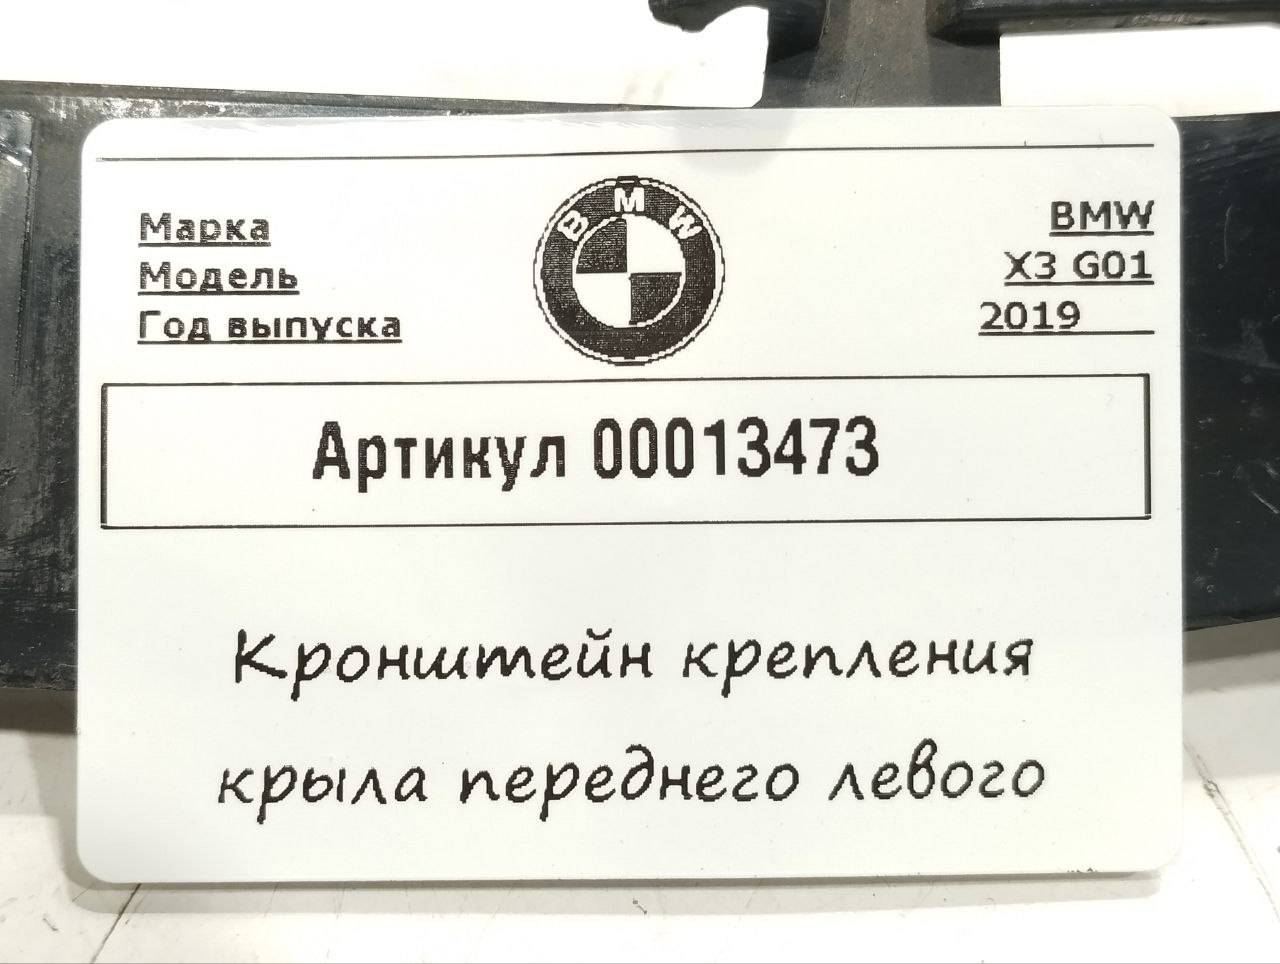 BMW
Марка BMW
Модель X3 G01
Год выпуска 2019
Артикул 00013473
Кронштейн крепления
крыла переднего левого